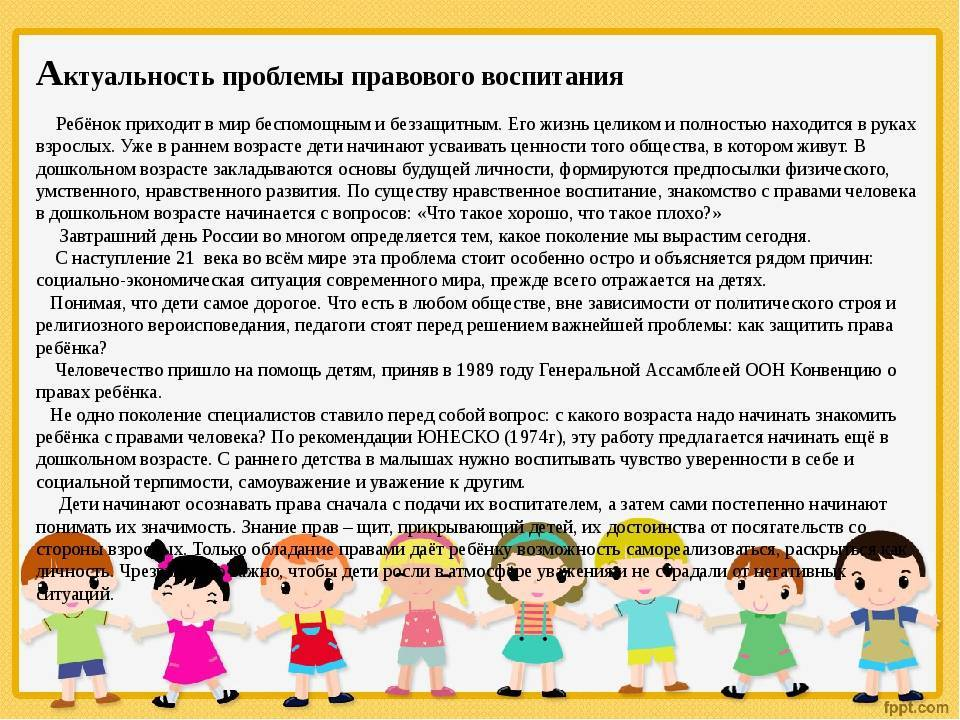 Актуальность проблемы правового воспитания
Ребёнок приходит в мир беспомощным и беззащитным. Его жизнь целиком и полностью находится в руках
взрослых. Уже в раннем возрасте дети начинают усваивать ценности того общества, в котором живут. В
дошкольном возрасте закладываются основы будущей личности, формируются предпосылки физического,
умственного, нравственного развития. По существу нравственное воспитание, знакомство с правами человека
в дошкольном возрасте начинается с вопросов: «Что такое хорошо, что такое плохо?»
Завтрашний день России во многом определяется тем, какое поколение мы вырастим сегодня.
С наступление 21 века во всём мире эта проблема стоит особенно остро и объясняется рядом причин:
социально-экономическая ситуация современного мира, прежде всего отражается на детях.
Понимая, что дети самое дорогое. Что есть в любом обществе, вне зависимости от политического строя и
религиозного вероисповедания, педагоги стоят перед решением важнейшей проблемы: как защитить права
ребёнка?
Человечество пришло на помощь детям, приняв в 1989 году Генеральной Ассамблеей ООН Конвенцию о
правах ребёнка.
Не одно поколение специалистов ставило перед собой вопрос: с какого возраста надо начинать знакомить
ребёнка с правами человека? По рекомендации ЮНЕСКО (1974г), эту работу предлагается начинать ещё в
дошкольном возрасте. С раннего детства в малышах нужно воспитывать чувство уверенности в себе и
социальной терпимости, самоуважение и уважение к другим.
Дети начинают осознавать права сначала с подачи их воспитателем, а затем сами постепенно начинают
понимать их значимость. Знание прав – щит, прикрывающий детей, их достоинства от посягательств со
стороны взрослых. Только обладание правами даёт ребёнку возможность самореализоваться, раскрыться как
личность. важно, чтобы дети росли в атмосфере уважения и не страдали от негативных
ситуаций.
fppt.com